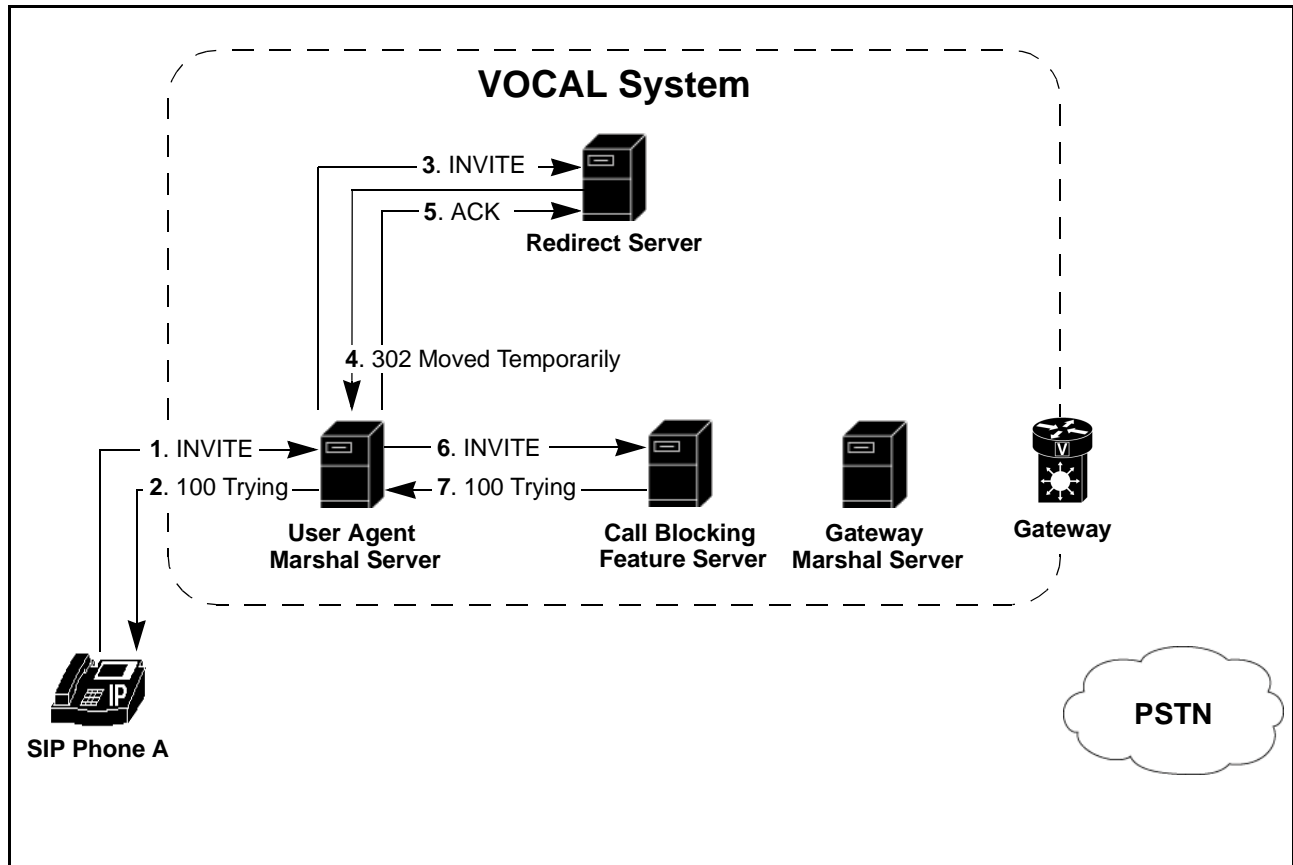 VOCAL System
3. INVITE
5. ACK
Redirect Server
4. 302 Moved Temporarily
1. INVITE
6. INVITE
2. 100 Trying
7. 100 Trying
V
User Agent
Marshal Server
Call Blocking
Feature Server
Gateway
Marshal Server
Gateway
IP
SIP Phone A
PSTN